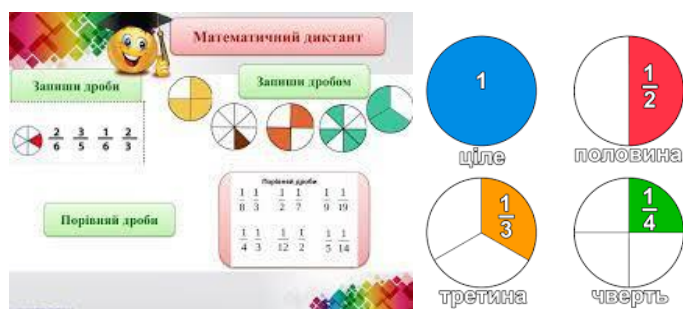 Математичний диктант
Запиши дроби
2/6 3/5 1/6 2/3
Запиши дробом
Порівняй дроби
Порівняй дроби
1/8 1/3 1/2 1/7 1/9 1/19
1/4 1/3 1/12 1/2 1/5 1/14
1
ціле
1/2
половина
1/3
третина
1/4
чверть